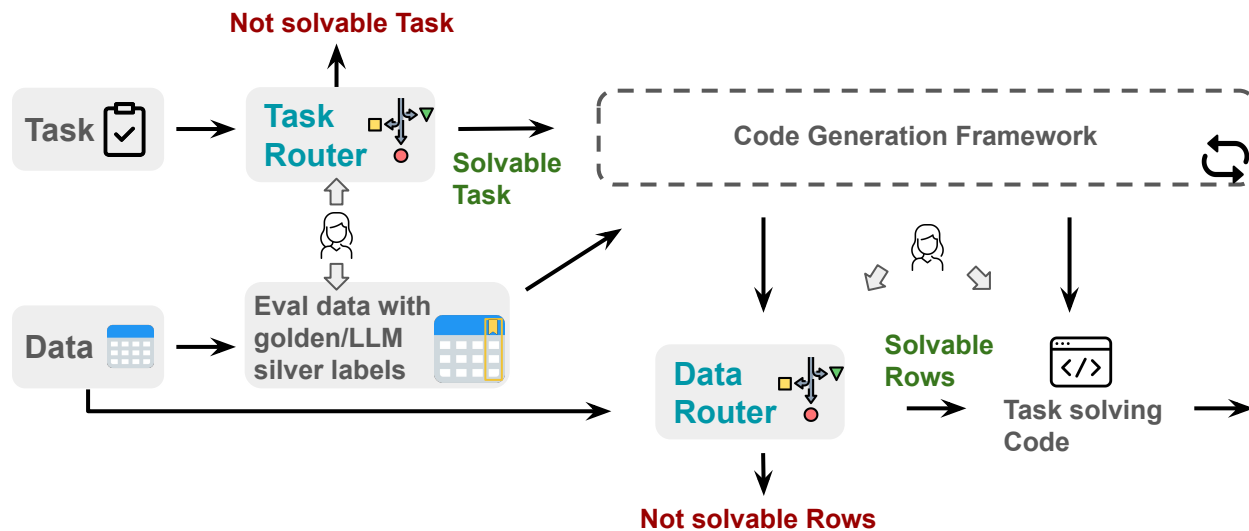 Not solvable Task
Task
Task
Router
Solvable
Task
Code Generation Framework
Eval data with
golden/LLM
silver labels
Data
Data
Router
Solvable
Rows
</>
Task solving
Code
Not solvable Rows